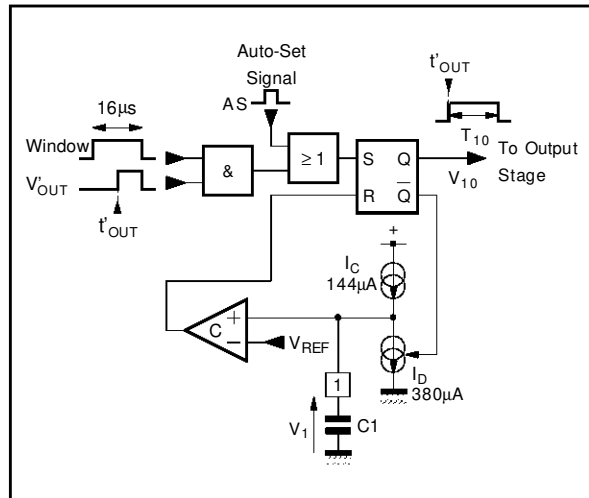 Auto-Set
Signal
AS
t'OUT
16μs
Window
V'OUT
t'OUT
&
≥ 1
S
Q
R
Q̅
T10
V10
To Output
Stage
+
IC
144μA
C
+
−
VREF
ID
380μA
1
V1
C1